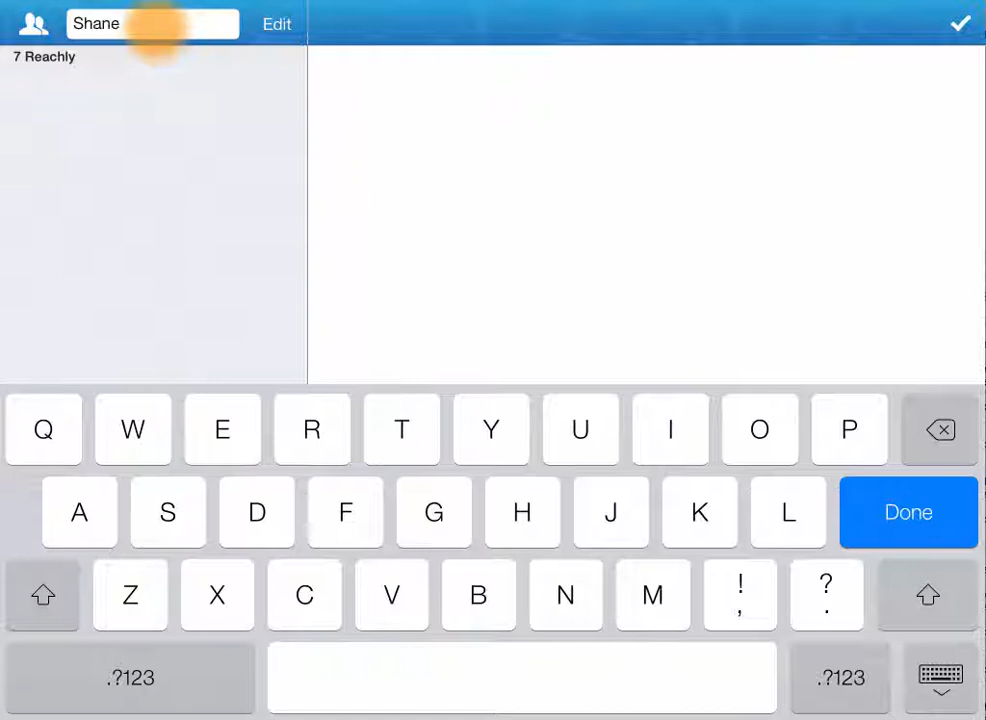 Shane Edit
7 Reachly
Q W E R T Y U I O P
A S D F G H J K L Done
Z X C V B N M ! , ? .
.?123 .?123